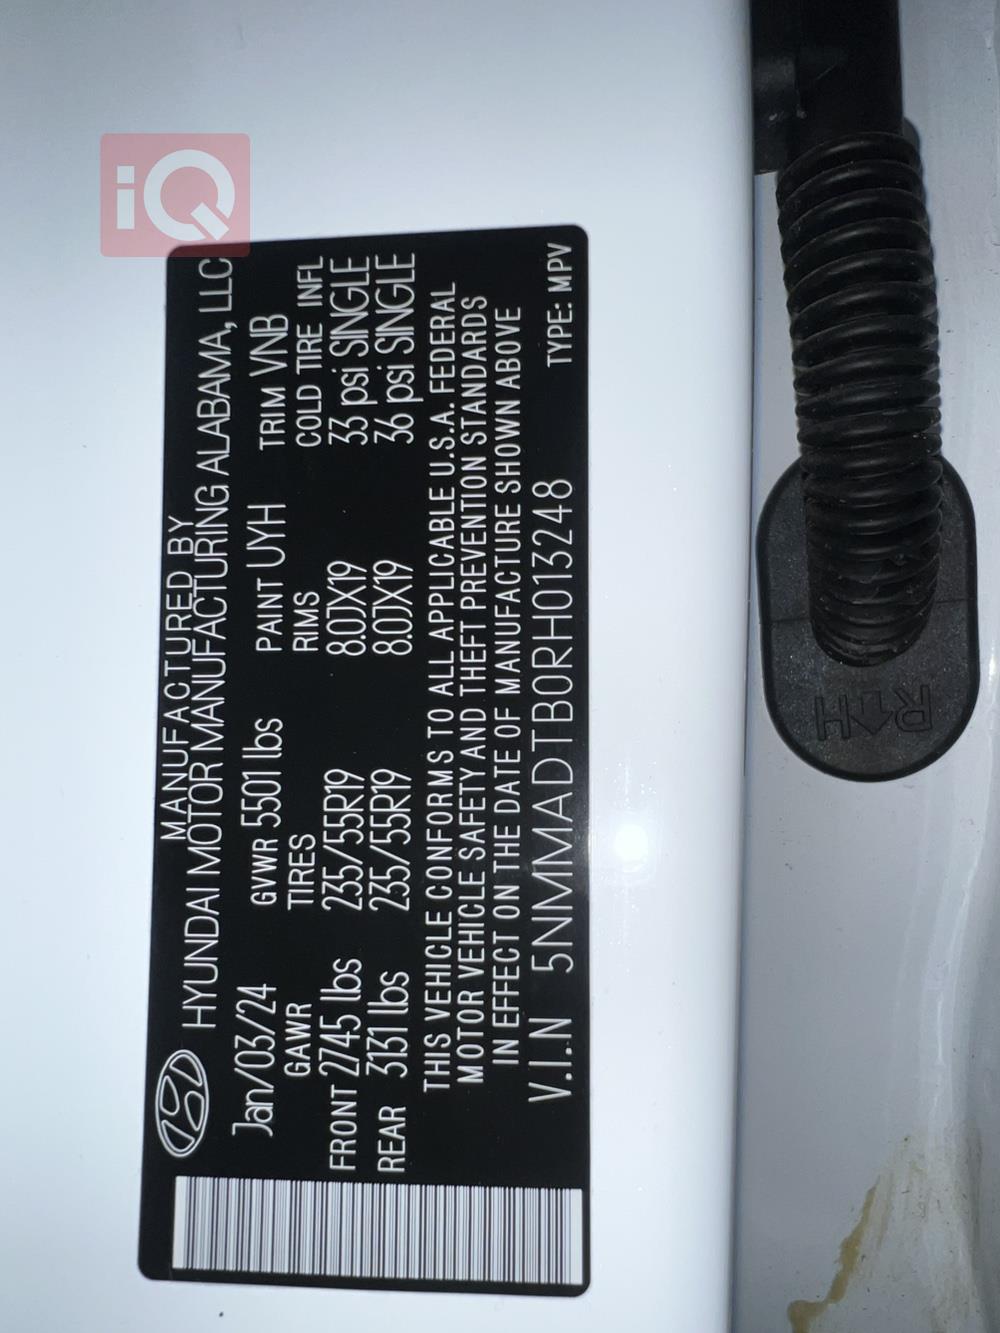 iQ
MANUFACTURED BY
HYUNDAI MOTOR MANUFACTURING ALABAMA, LLC
Jan/03/24 GVWR 5501 lbs PAINT UYH TRIM VNB
GAWR TIRES RIMS COLD TIRE INFL
FRONT 2745 lbs 235/55R19 8.0JX19 33 psi SINGLE
REAR 3131 lbs 235/55R19 8.0JX19 36 psi SINGLE
THIS VEHICLE CONFORMS TO ALL APPLICABLE U.S.A. FEDERAL
MOTOR VEHICLE SAFETY AND THEFT PREVENTION STANDARDS
IN EFFECT ON THE DATE OF MANUFACTURE SHOWN ABOVE
V.I.N 5NMMADTB0RH013248 TYPE: MPV
R H